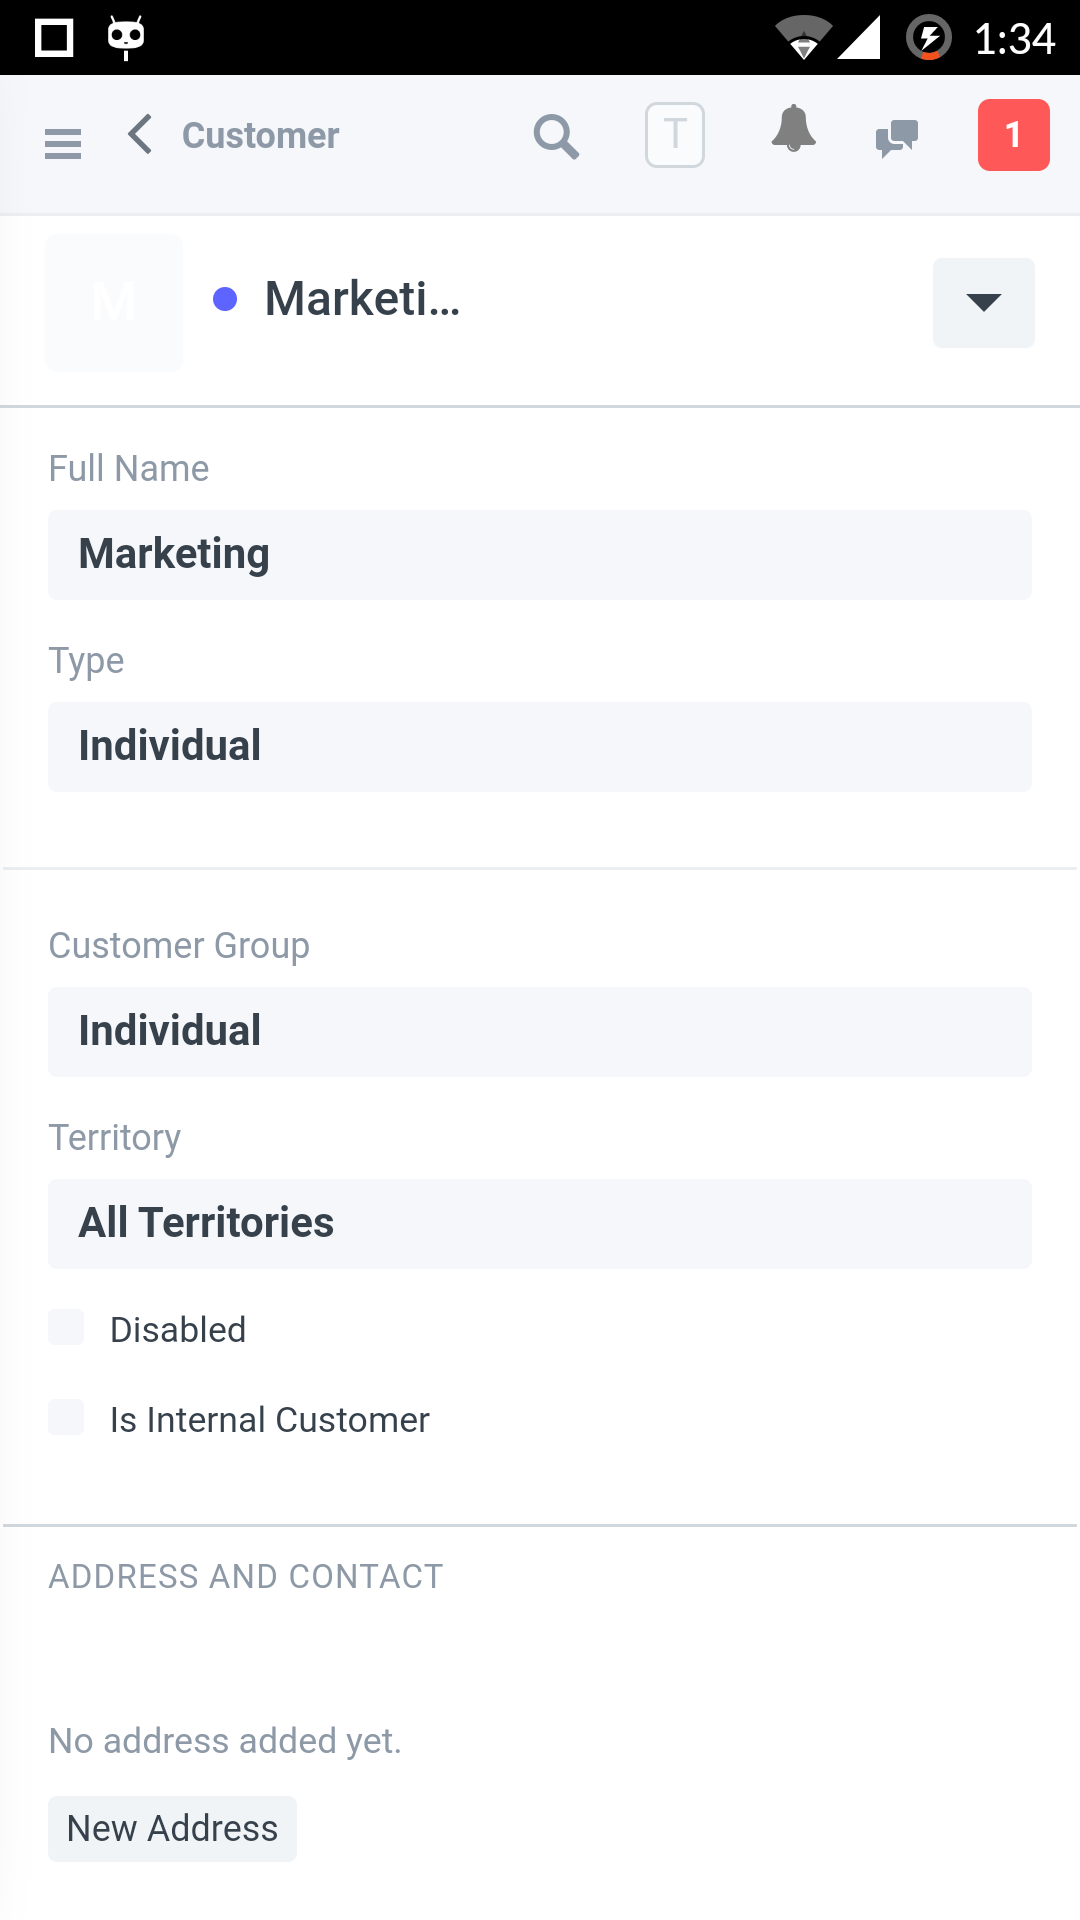 1:34
Customer
T
1
M
Marketi...
Full Name
Marketing
Type
Individual
Customer Group
Individual
Territory
All Territories
Disabled
Is Internal Customer
ADDRESS AND CONTACT
No address added yet.
New Address